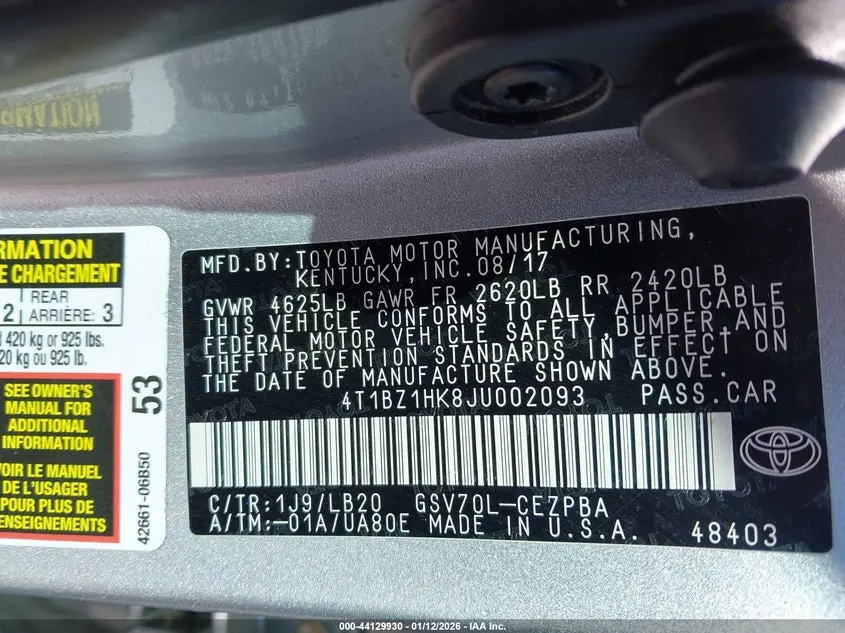 RMATION
RMATION
E CHARGEMENT
2 | REAR
ARRIÈRE: 3
420 kg or 925 lbs.
20 kg ou 925 lb.
SEE OWNER'S
MANUAL FOR
ADDITIONAL
INFORMATION
VOIR LE MANUEL
DE L'USAGER
POUR PLUS DE
RENSEIGNEMENTS
53
42661-06B50
MFD.BY:TOYOTA MOTOR MANUFACTURING,
KENTUCKY,INC.08/17
GVWR 4625LB GAWR FR 2620LB RR 2420LB
THIS VEHICLE CONFORMS TO ALL APPLICABLE
FEDERAL MOTOR VEHICLE SAFETY,BUMPER,AND
THEFT PREVENTION STANDARDS IN EFFECT ON
THE DATE OF MANUFACTURE SHOWN ABOVE.
4T1BZ1HK8JU002093 PASS.CAR
C/TR:1J9/LB20 GSV70L-CEZPBA
A/TM:-01A/UA80E MADE IN U.S.A.
48403
000-44129930 - 01/12/2026 - IAA Inc.